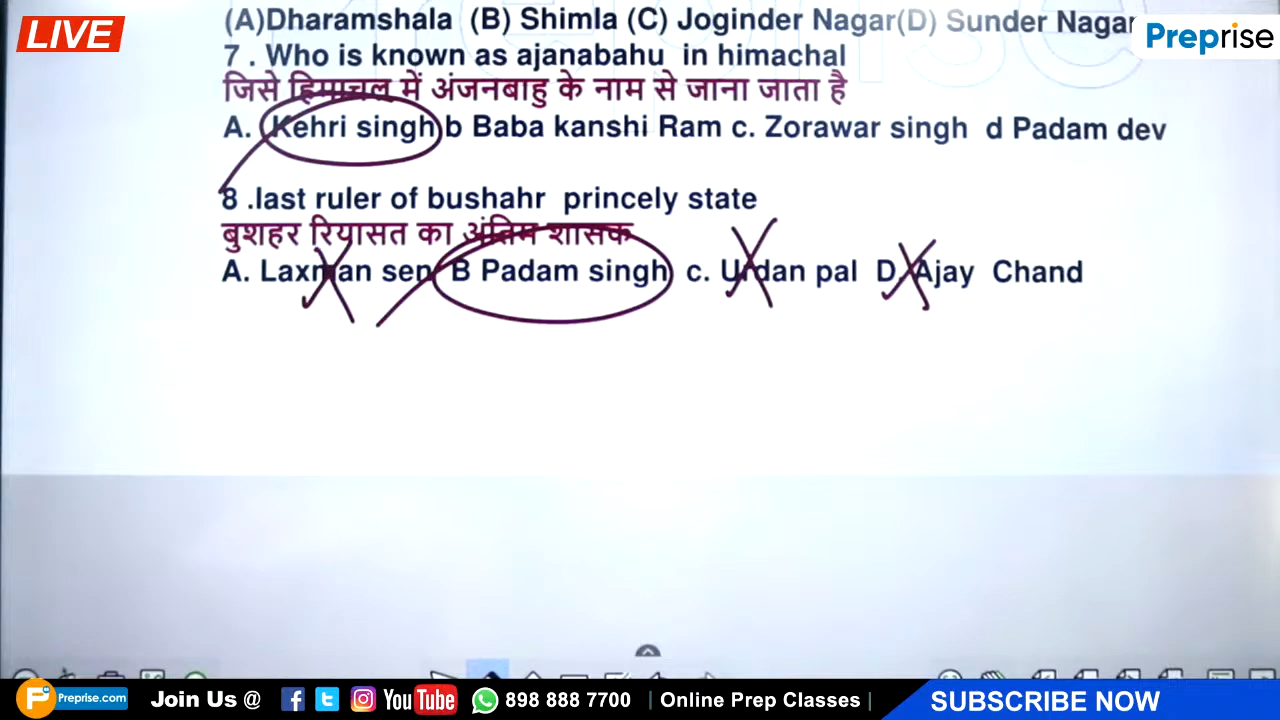 LIVE
(A)Dharamshala (B) Shimla (C) Joginder Nagar(D) Sunder Nagar
Preprise
7 . Who is known as ajanabahu in himachal
जिसे हिमाचल में अंजनबाहु के नाम से जाना जाता है
A. Kehri singh b Baba kanshi Ram c. Zorawar singh d Padam dev
8 .last ruler of bushahr princely state
बुशहर रियासत का अंतिम शासक
A. Laxman sen B Padam singh c. Urdan pal D. Ajay Chand
Preprise.com Join Us @ YouTube 898 888 7700 | Online Prep Classes | SUBSCRIBE NOW